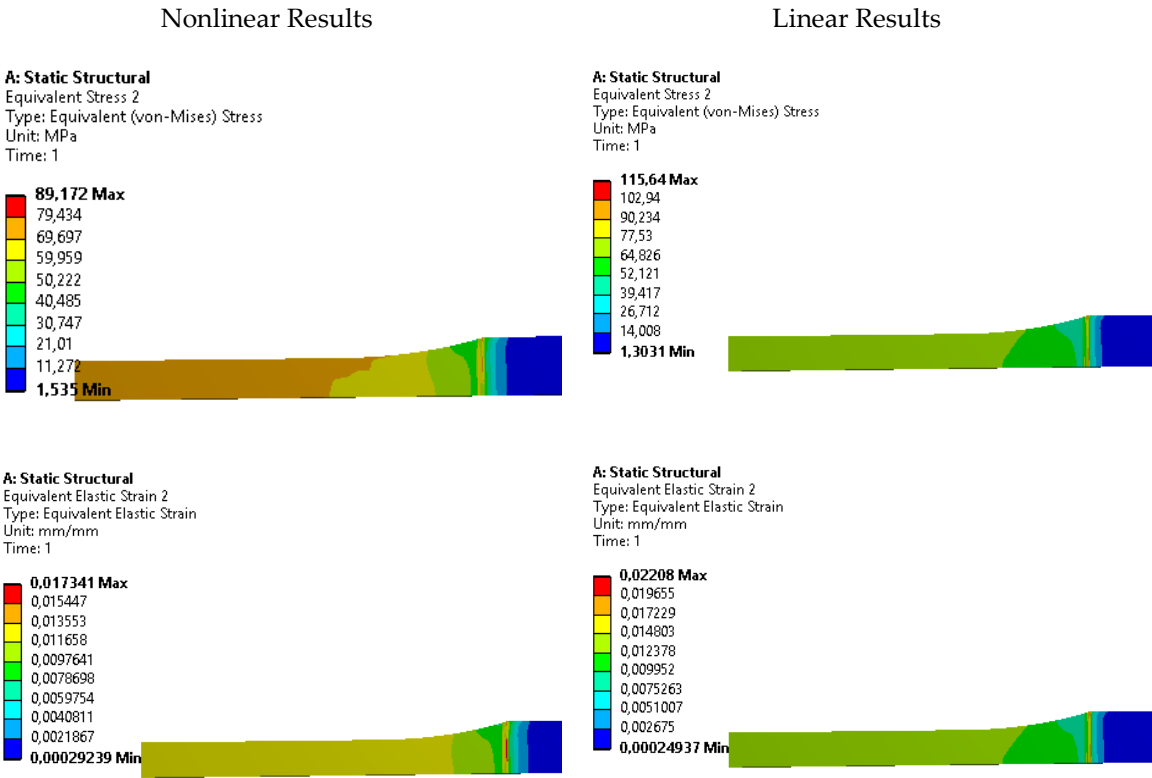 Nonlinear Results
Linear Results
A: Static Structural
Equivalent Stress 2
Type: Equivalent (von-Mises) Stress
Unit: MPa
Time: 1
89,172 Max
79,434
69,697
59,959
50,222
40,485
30,747
21,01
11,272
1,535 Min
A: Static Structural
Equivalent Stress 2
Type: Equivalent (von-Mises) Stress
Unit: MPa
Time: 1
115,64 Max
102,94
90,234
77,53
64,826
52,121
39,417
26,712
14,008
1,3031 Min
A: Static Structural
Equivalent Elastic Strain 2
Type: Equivalent Elastic Strain
Unit: mm/mm
Time: 1
0,017341 Max
0,015447
0,013553
0,011658
0,0097641
0,0078698
0,0059754
0,0040811
0,0021867
0,00029239 Min
A: Static Structural
Equivalent Elastic Strain 2
Type: Equivalent Elastic Strain
Unit: mm/mm
Time: 1
0,02208 Max
0,019655
0,017229
0,014803
0,012378
0,009952
0,0075263
0,0051007
0,002675
0,00024937 Min